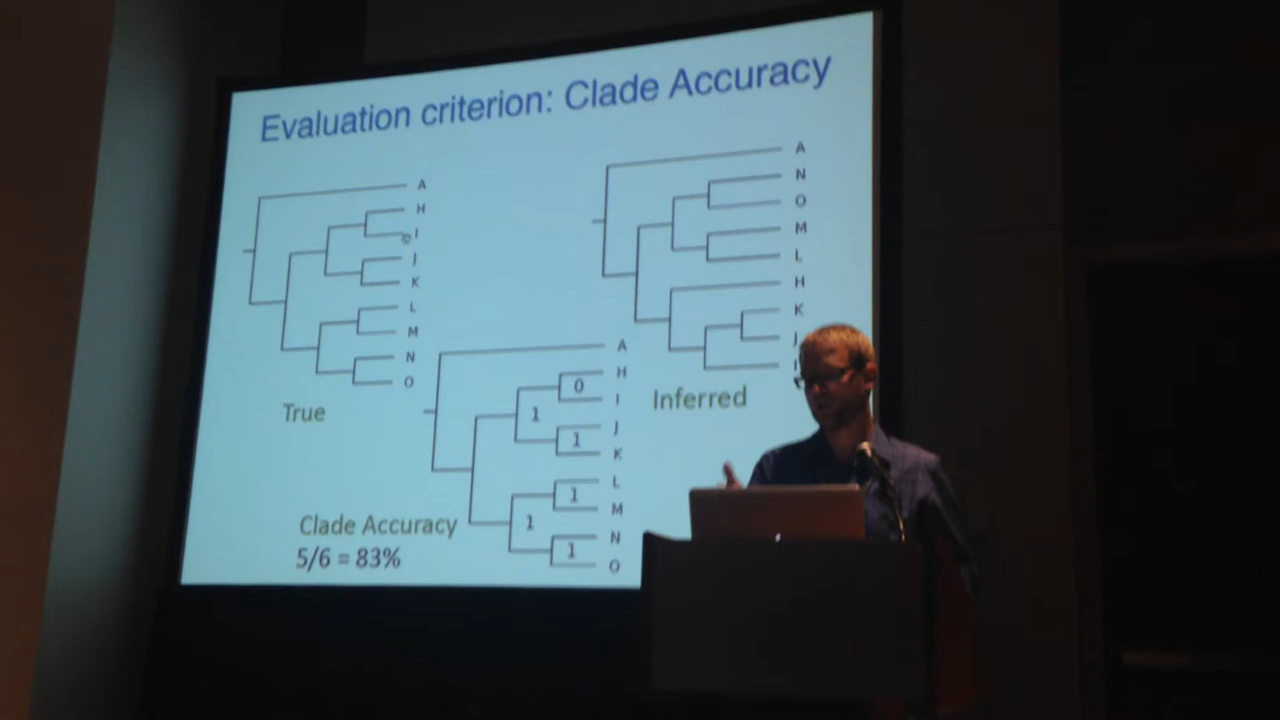 Evaluation criterion: Clade Accuracy
A
H
I
J
K
L
M
N
O
True
A
N
O
M
L
H
K
J
I
Inferred
A
H
0
I
1
J
1
K
L
1
M
1
N
1
O
Clade Accuracy
5/6 = 83%